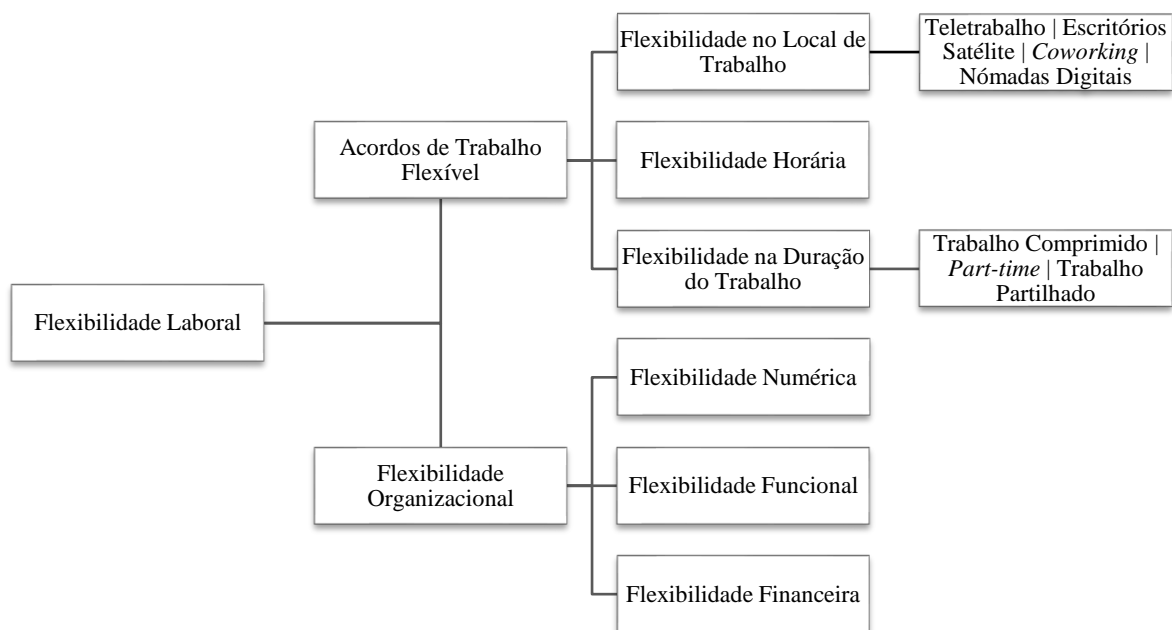 Flexibilidade Laboral
Acordos de Trabalho
Flexível
Flexibilidade no Local de
Trabalho
Teletrabalho | Escritórios
Satélite | Coworking |
Nómadas Digitais
Flexibilidade Horária
Flexibilidade na Duração
do Trabalho
Trabalho Comprimido |
Part-time | Trabalho
Partilhado
Flexibilidade
Organizacional
Flexibilidade Numérica
Flexibilidade Funcional
Flexibilidade Financeira